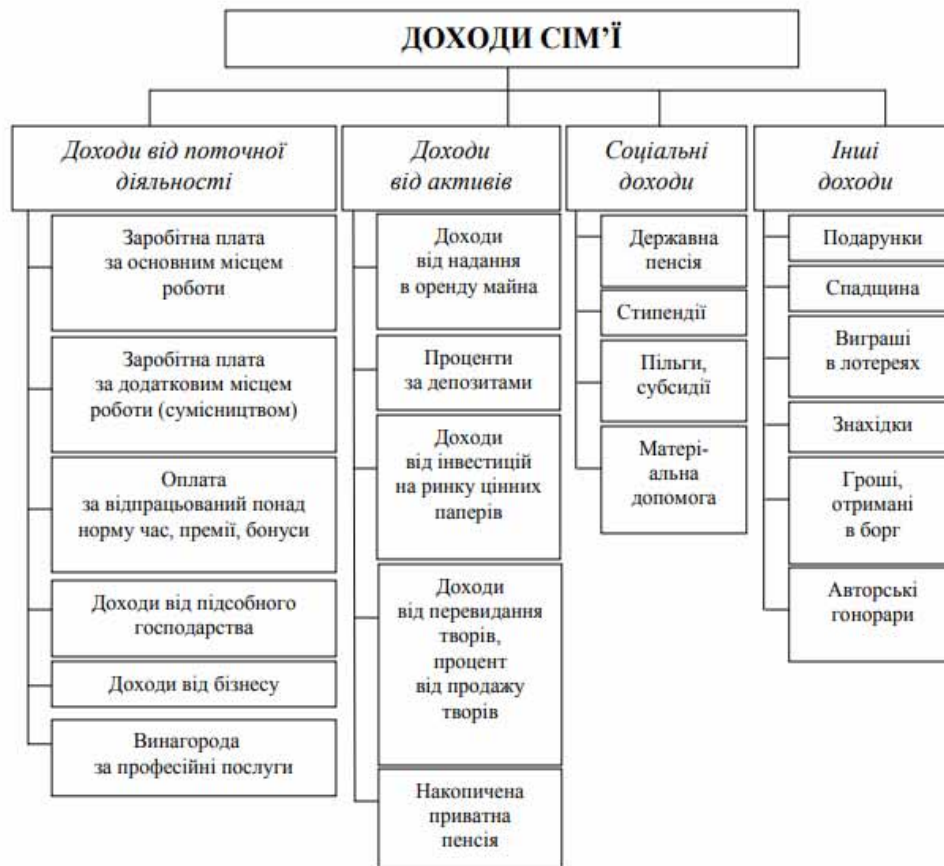 ДОХОДИ СІМ’Ї
Доходи від поточної
діяльності
Заробітна плата
за основним місцем
роботи
Заробітна плата
за додатковим місцем
роботи (сумісництвом)
Оплата
за відпрацьований понад
норму час, премії, бонуси
Доходи від підсобного
господарства
Доходи від бізнесу
Винагорода
за професійні послуги
Доходи
від активів
Доходи
від надання
в оренду майна
Проценти
за депозитами
Доходи
від інвестицій
на ринку цінних
паперів
Доходи
від перевидання
творів,
процент
від продажу
творів
Накопичена
приватна
пенсія
Соціальні
доходи
Державна
пенсія
Стипендії
Пільги,
субсидії
Матері-
альна
допомога
Інші
доходи
Подарунки
Спадщина
Виграші
в лотереях
Знахідки
Гроші,
отримані
в борг
Авторські
гонорари